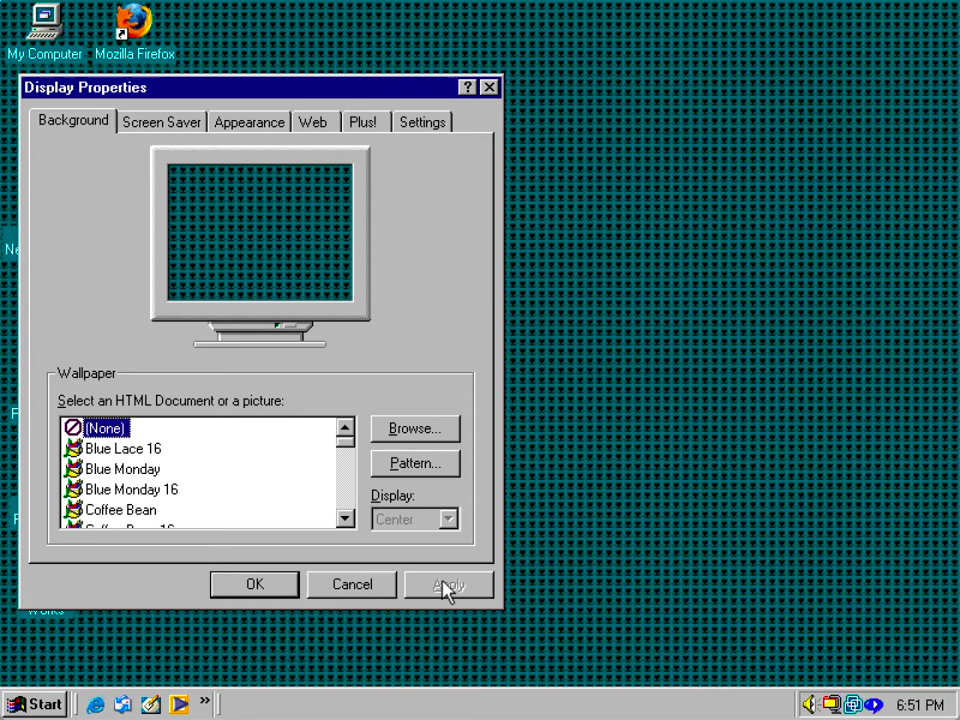 My Computer
Mozilla Firefox
Display Properties
Background
Screen Saver
Appearance
Web
Plus!
Settings
Ne
Wallpaper
Select an HTML Document or a picture:
(None)
Blue Lace 16
Blue Monday
Blue Monday 16
Coffee Bean
Browse...
Pattern...
Display:
Center
OK
Cancel
Apply
Works
Start
6:51 PM